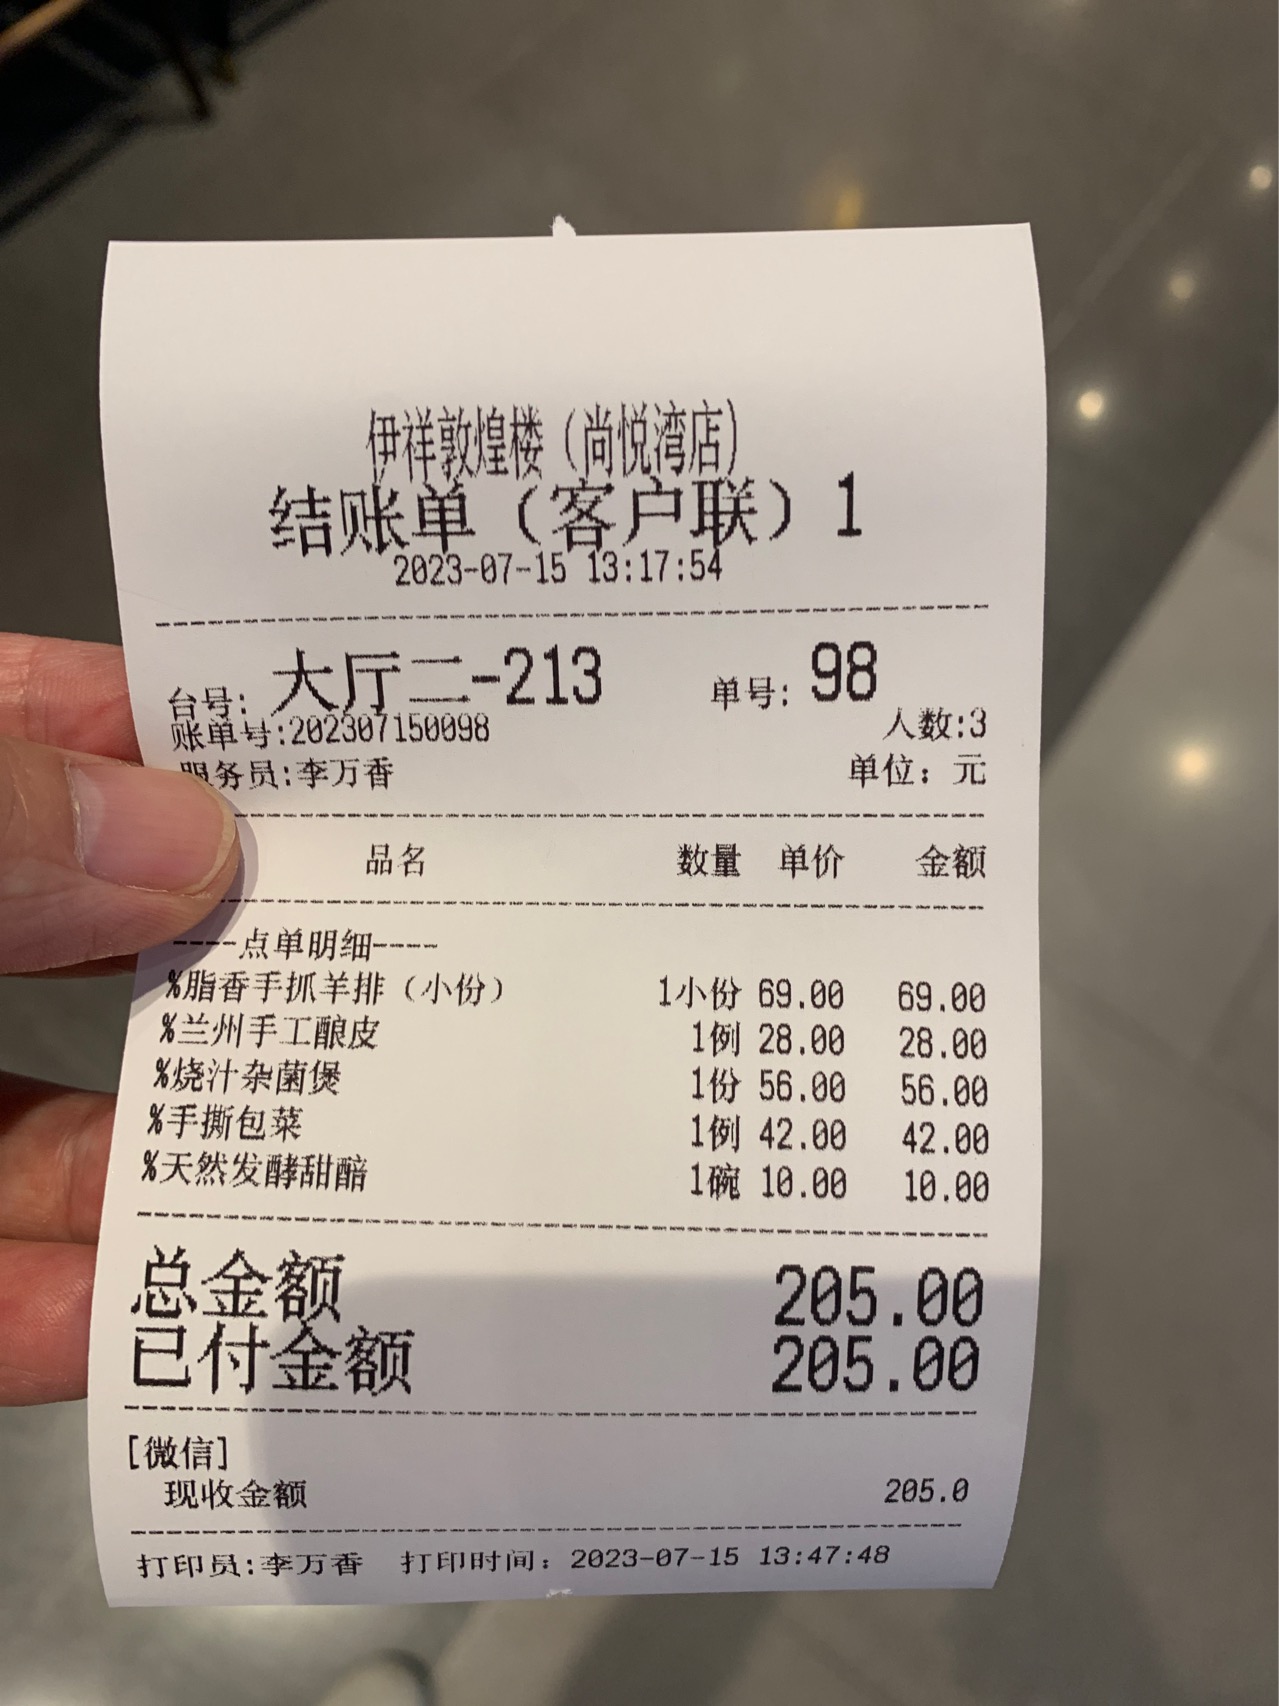 伊祥敦煌楼（尚悦湾店）
结账单（客户联）1
2023-07-15 13:17:54
台号: 大厅二-213 单号: 98
账单号:202307150098 人数:3
服务员:李万香 单位：元
品名 数量 单价 金额
----点单明细----
%脂香手抓羊排（小份） 1小份 69.00 69.00
%兰州手工酿皮 1例 28.00 28.00
%烧汁杂菌煲 1份 56.00 56.00
%手撕包菜 1例 42.00 42.00
%天然发酵甜醅 1碗 10.00 10.00
总金额 205.00
已付金额 205.00
[微信]
现收金额 205.0
打印员:李万香 打印时间：2023-07-15 13:47:48